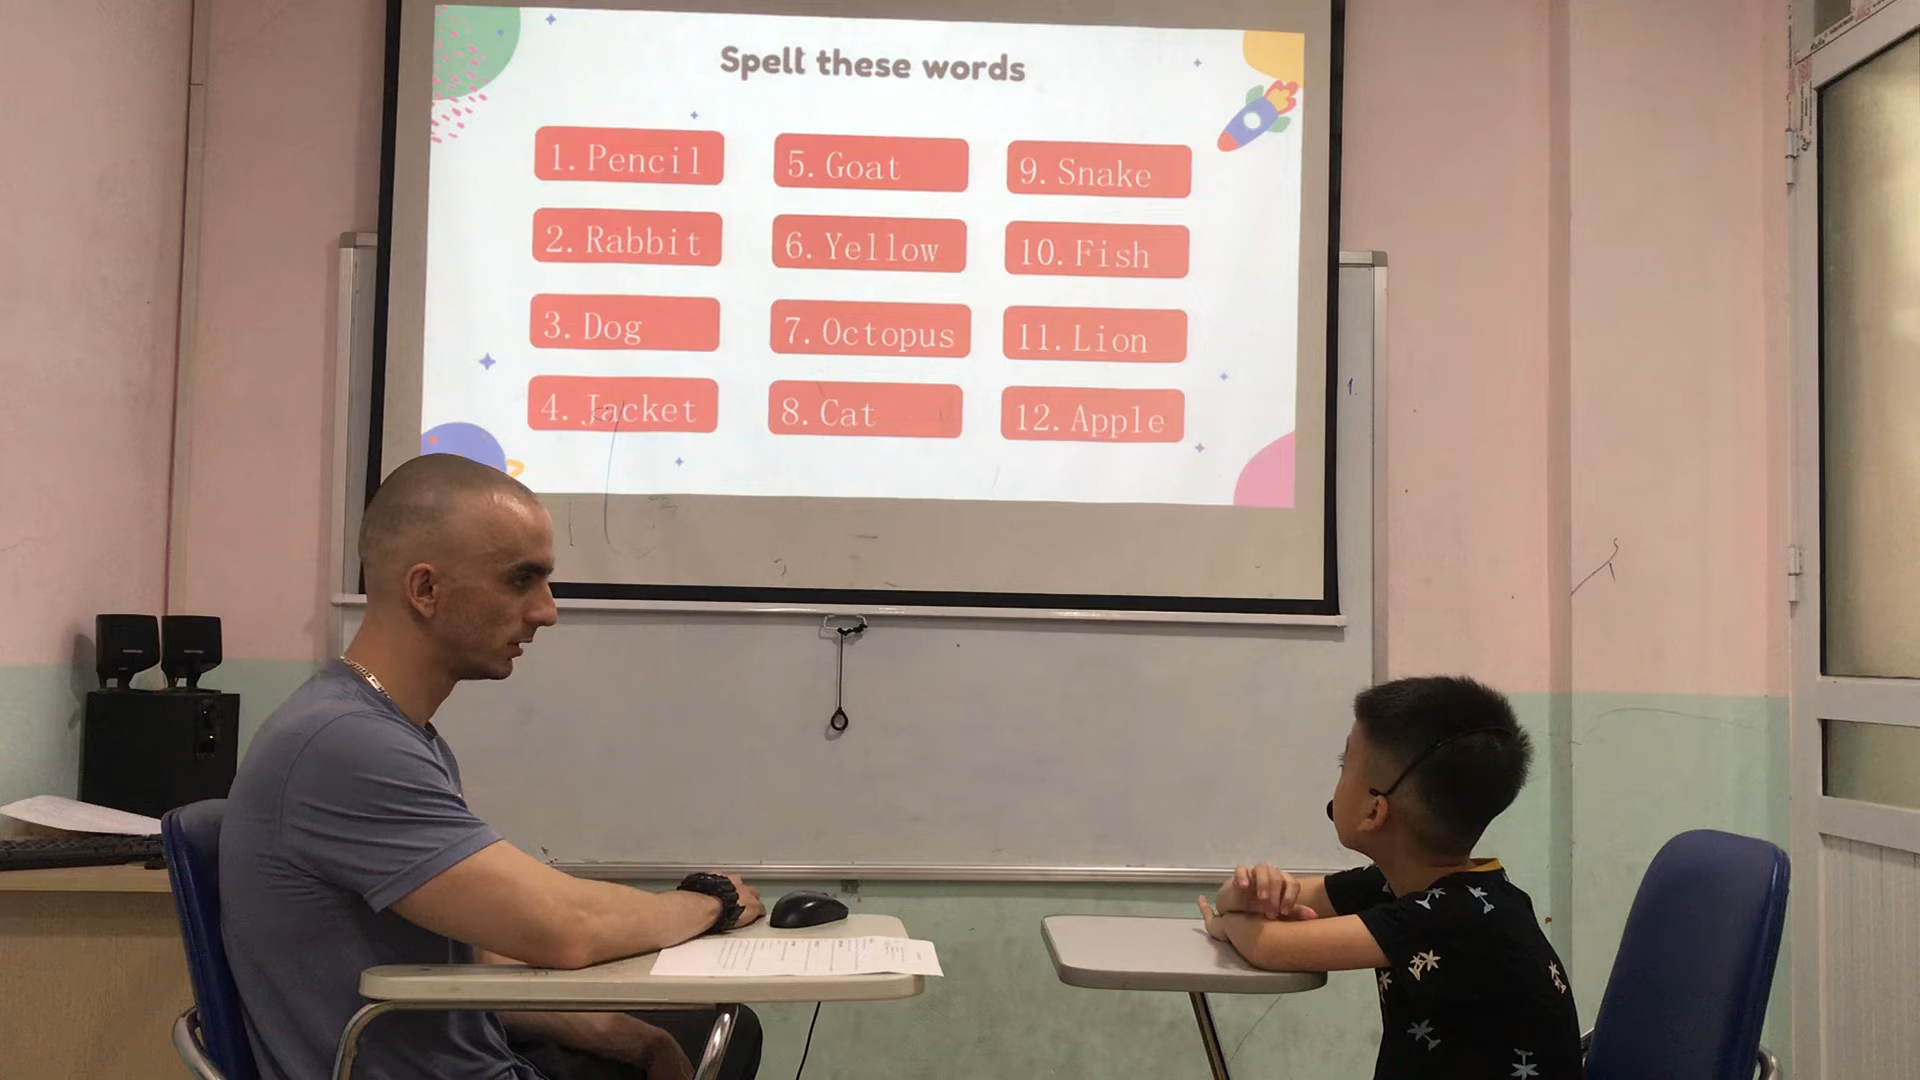 Spell these words
1. Pencil
2. Rabbit
3. Dog
4. Jacket
5. Goat
6. Yellow
7. Octopus
8. Cat
9. Snake
10. Fish
11. Lion
12. Apple
1.